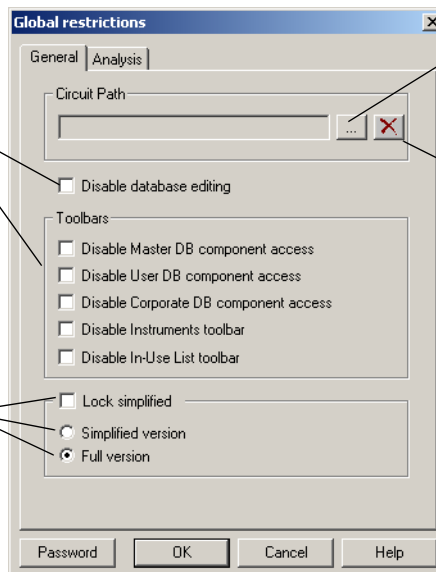 Global restrictions
General Analysis
Circuit Path
...
Disable database editing
Toolbars
Disable Master DB component access
Disable User DB component access
Disable Corporate DB component access
Disable Instruments toolbar
Disable In-Use List toolbar
Lock simplified
Simplified version
Full version
Password OK Cancel Help